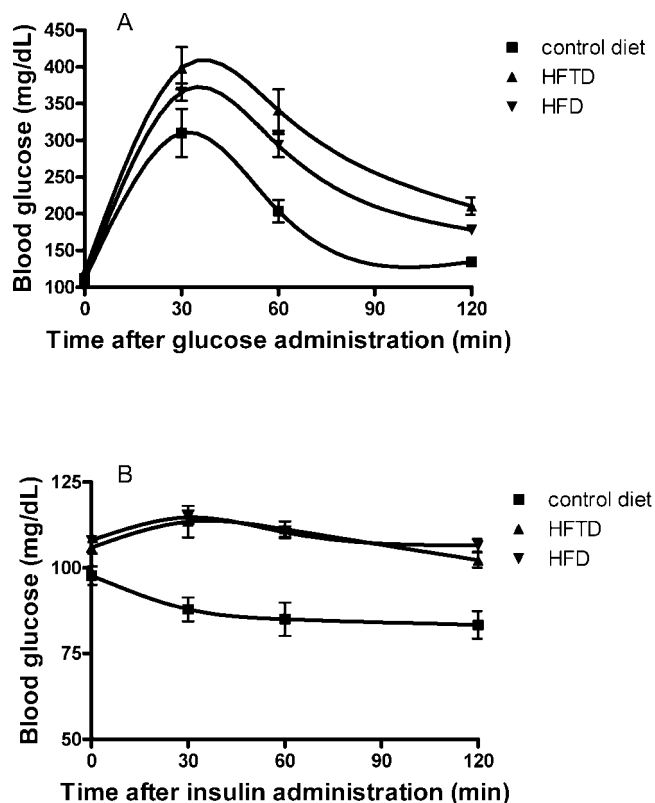 A
Blood glucose (mg/dL)
450
400
350
300
250
200
150
100
0
30
60
90
120
Time after glucose administration (min)
control diet
HFTD
HFD
B
Blood glucose (mg/dL)
125
100
75
50
0
30
60
90
120
Time after insulin administration (min)
control diet
HFTD
HFD